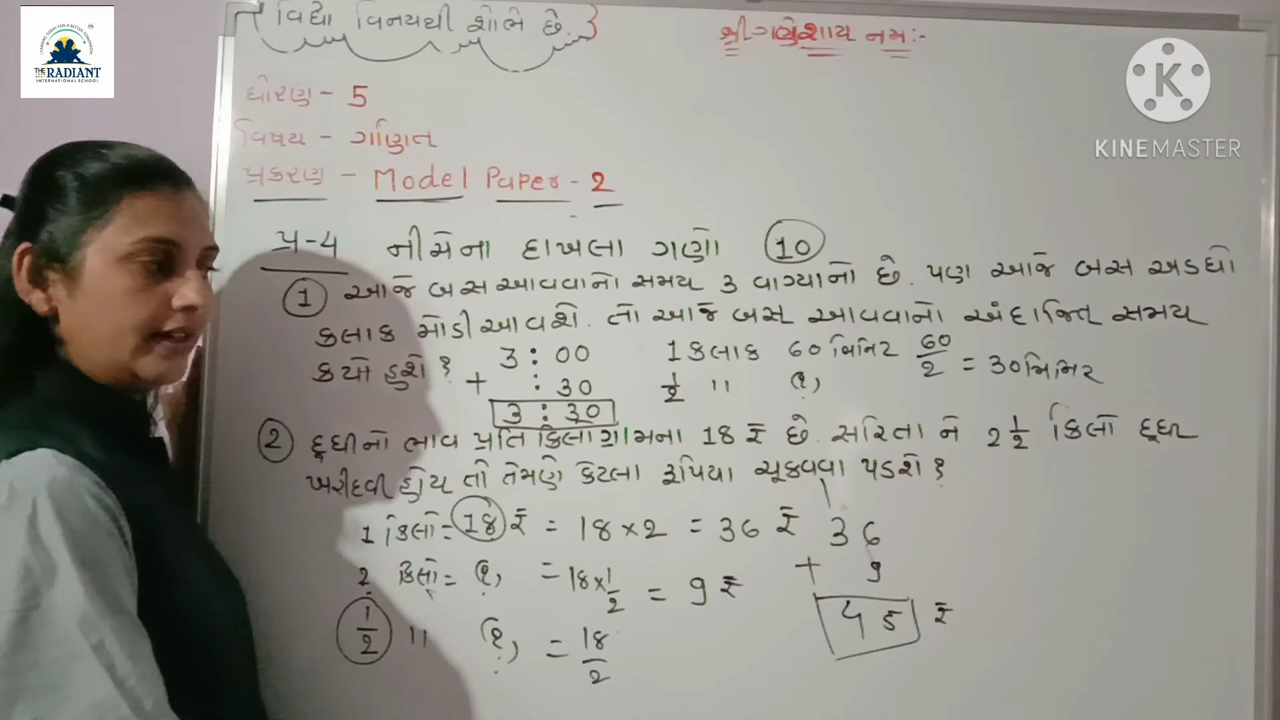 વિદ્યા વિનયથી શોભે છે.
શ્રી ગણેશાય નમઃ-
THE RADIANT
INTERNATIONAL SCHOOL
K
KINEMASTER
ધોરણ - 5
વિષય - ગણિત
પ્રકરણ - Model Paper - 2
પ્ર-4 નીચેના દાખલા ગણો 10
1 આજે બસ આવવાનો સમય 3 વાગ્યાનો છે. પણ આજે બસ અડધો
કલાક મોડી આવશે. તો આજે બસ આવવાનો અંદાજિત સમય
કયો હશે ?
3 : 00 1 કલાક 60 મિનિટ 60/2 = 30 મિનિટ
+ : 30 1/2 " (?)
3 : 30
2 દૂધીનો ભાવ પ્રતિ કિલોગ્રામના 18 ₹ છે. સરિતા ને 2 1/2 કિલો દૂધી
ખરીદવી હોય તો તેમણે કેટલા રૂપિયા ચૂકવવા પડશે ?
1 કિલો = 18 ₹ = 18 × 2 = 36 ₹ 36
2 કિલો = (?) = 18 × 1/2 = 9 ₹ + 9
1/2 " (?) = 18/2 45 ₹